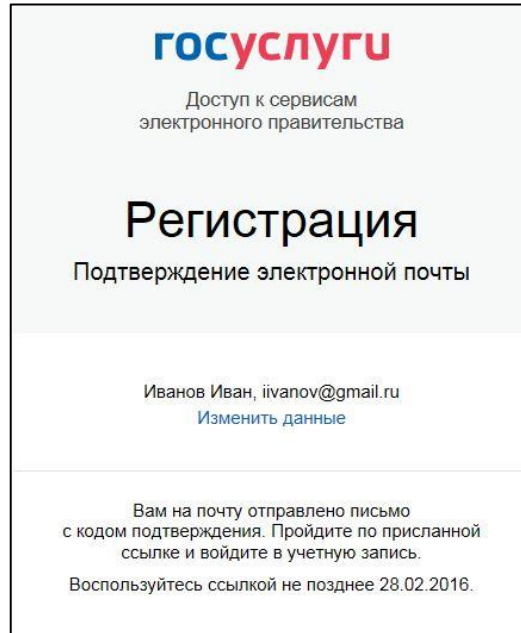 госуслуги
Доступ к сервисам
электронного правительства
Регистрация
Подтверждение электронной почты
Иванов Иван, iivanov@gmail.ru
Изменить данные
Вам на почту отправлено письмо
с кодом подтверждения. Пройдите по присланной
ссылке и войдите в учетную запись.
Воспользуйтесь ссылкой не позднее 28.02.2016.